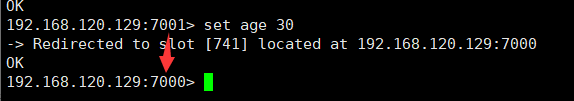 OK
192.168.120.129:7001> set age 30
-> Redirected to slot [741] located at 192.168.120.129:7000
OK
192.168.120.129:7000>